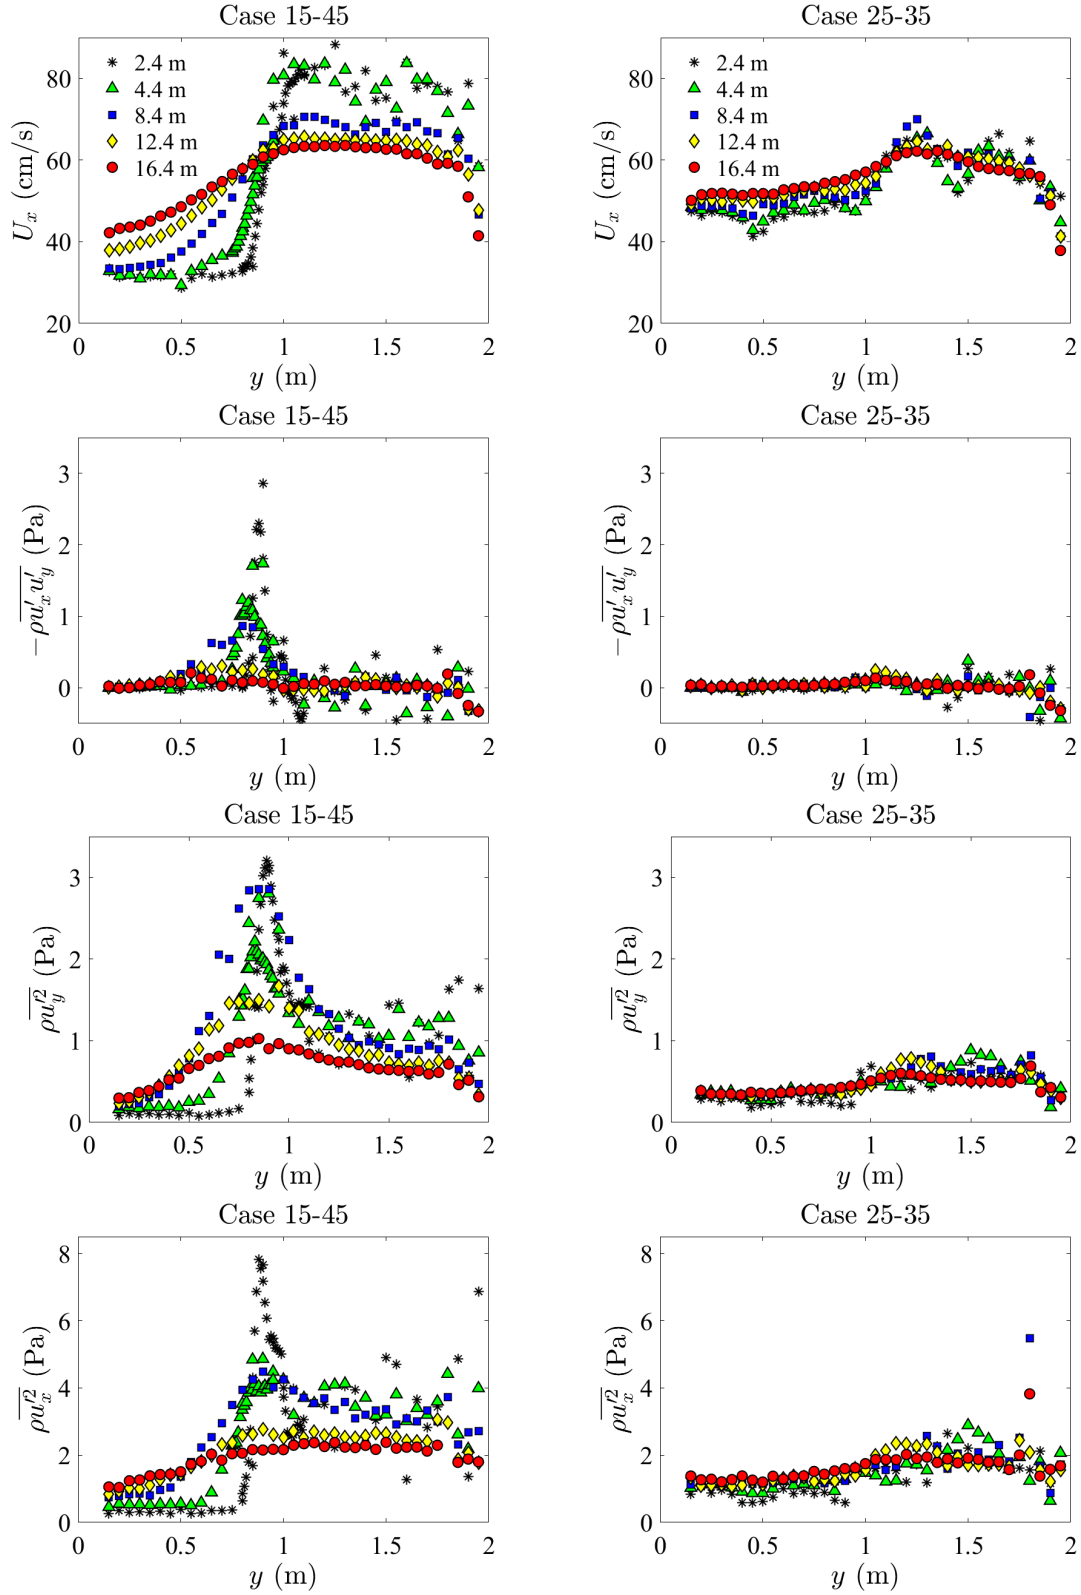 Case 15-45
Case 25-35
80
60
40
20
U_x (cm/s)
2.4 m
4.4 m
8.4 m
12.4 m
16.4 m
0 0.5 1 1.5 2
y (m)
80
60
40
20
U_x (cm/s)
2.4 m
4.4 m
8.4 m
12.4 m
16.4 m
0 0.5 1 1.5 2
y (m)
Case 15-45
Case 25-35
3
2
1
0
$-\rho\overline{u'_x u'_y}$ (Pa)
0 0.5 1 1.5 2
y (m)
3
2
1
0
$-\rho\overline{u'_x u'_y}$ (Pa)
0 0.5 1 1.5 2
y (m)
Case 15-45
Case 25-35
3
2
1
0
$\overline{\rho u'^2_y}$ (Pa)
0 0.5 1 1.5 2
y (m)
3
2
1
0
$\overline{\rho u'^2_y}$ (Pa)
0 0.5 1 1.5 2
y (m)
Case 15-45
Case 25-35
8
6
4
2
0
$\overline{\rho u'^2_x}$ (Pa)
0 0.5 1 1.5 2
y (m)
8
6
4
2
0
$\overline{\rho u'^2_x}$ (Pa)
0 0.5 1 1.5 2
y (m)